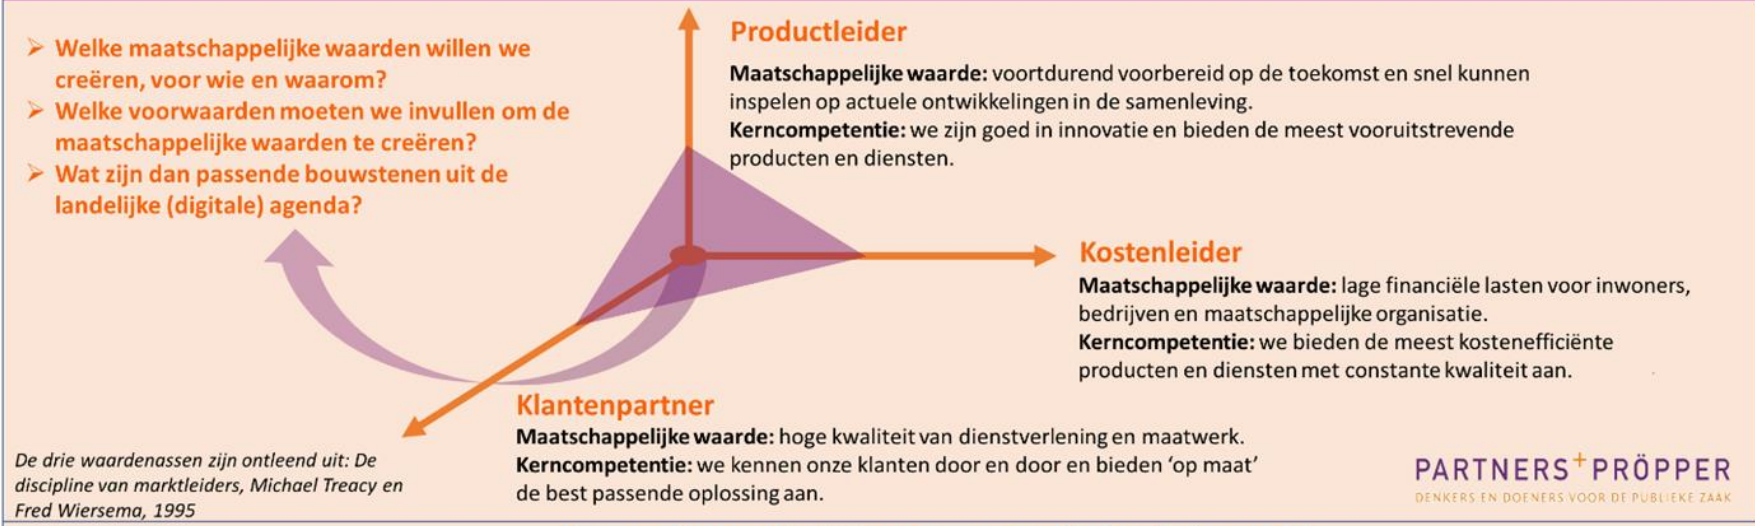 ➢ Welke maatschappelijke waarden willen we
creëren, voor wie en waarom?
➢ Welke voorwaarden moeten we invullen om de
maatschappelijke waarden te creëren?
➢ Wat zijn dan passende bouwstenen uit de
landelijke (digitale) agenda?
Productleider
Maatschappelijke waarde: voortdurend voorbereid op de toekomst en snel kunnen
inspelen op actuele ontwikkelingen in de samenleving.
Kerncompetentie: we zijn goed in innovatie en bieden de meest vooruitstrevende
producten en diensten.
Kostenleider
Maatschappelijke waarde: lage financiële lasten voor inwoners,
bedrijven en maatschappelijke organisatie.
Kerncompetentie: we bieden de meest kostenefficiënte
producten en diensten met constante kwaliteit aan.
Klantenpartner
Maatschappelijke waarde: hoge kwaliteit van dienstverlening en maatwerk.
Kerncompetentie: we kennen onze klanten door en door en bieden ‘op maat’
de best passende oplossing aan.
De drie waardenassen zijn ontleend uit: De
discipline van marktleiders, Michael Treacy en
Fred Wiersema, 1995
PARTNERS+PRÖPPER
DENKERS EN DOENERS VOOR DE PUBLIEKE ZAAK